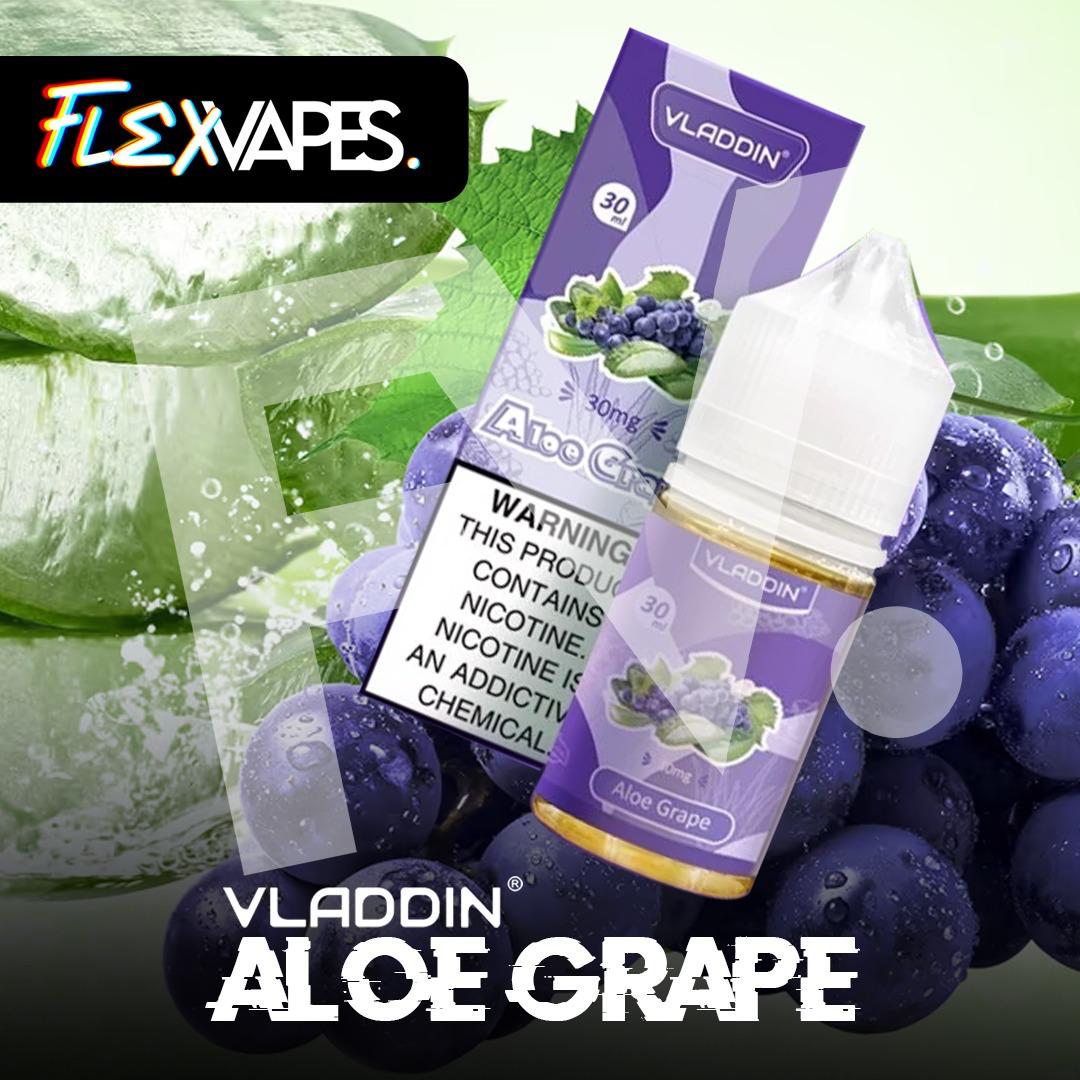 FLEXVAPES.
VLADDIN®
30
ml
30mg
Aloe
WARNING
THIS PRODUC
CONTAINS
NICOTINE.
NICOTINE IS
AN ADDICTIV
CHEMICAL.
VLADDIN®
30
ml
Aloe Grape
VLADDIN®
ALOE GRAPE